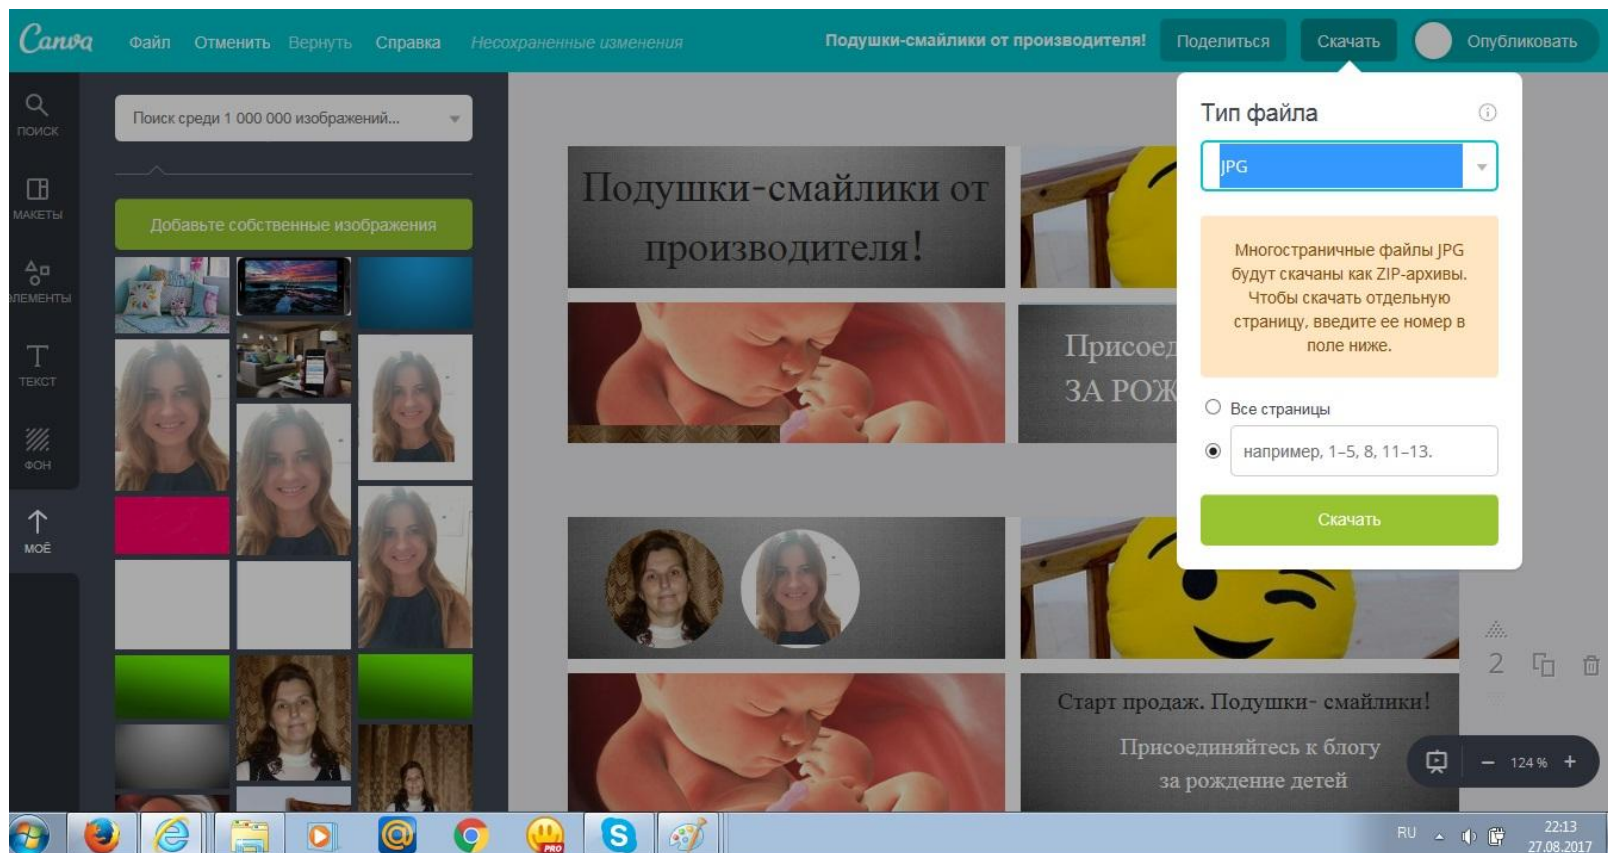 Canva
Файл
Отменить
Вернуть
Справка
Несохраненные изменения
Подушки-смайлики от производителя!
Поделиться
Скачать
Опубликовать
ПОИСК
МАКЕТЫ
ЭЛЕМЕНТЫ
ТЕКСТ
ФОН
МОЁ
Поиск среди 1 000 000 изображений...
Добавьте собственные изображения
Подушки-смайлики от
производителя!
ЗА РОЖ
Старт продаж. Подушки- смайлики!
Присоединяйтесь к блогу
за рождение детей
Тип файла
JPG
Многостраничные файлы JPG
будут скачаны как ZIP-архивы.
Чтобы скачать отдельную
страницу, введите ее номер в
поле ниже.
Все страницы
например, 1–5, 8, 11–13.
Скачать
2
124 %
PRO
RU
22:13
27.08.2017